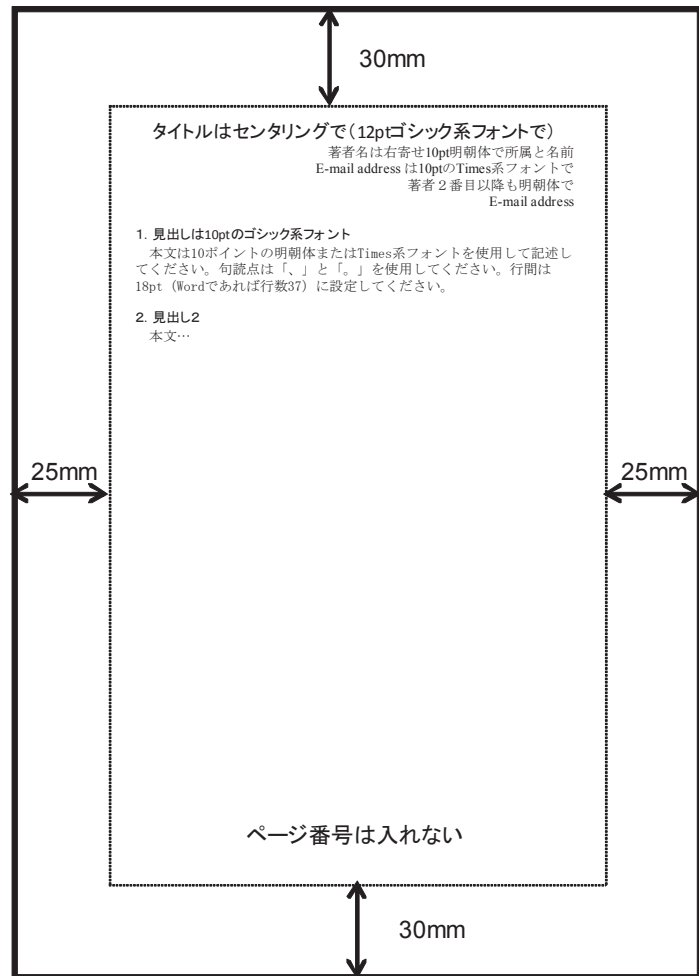 30mm
タイトルはセンタリングで(12ptゴシック系フォントで)
著者名は右寄せ10pt明朝体で所属と名前
E-mail address は10ptのTimes系フォントで
著者２番目以降も明朝体で
E-mail address
1. 見出しは10ptのゴシック系フォント
本文は10ポイントの明朝体またはTimes系フォントを使用して記述し
てください。句読点は「、」と「。」を使用してください。行間は
18pt（Wordであれば行数37）に設定してください。
2. 見出し2
本文…
25mm
25mm
ページ番号は入れない
30mm